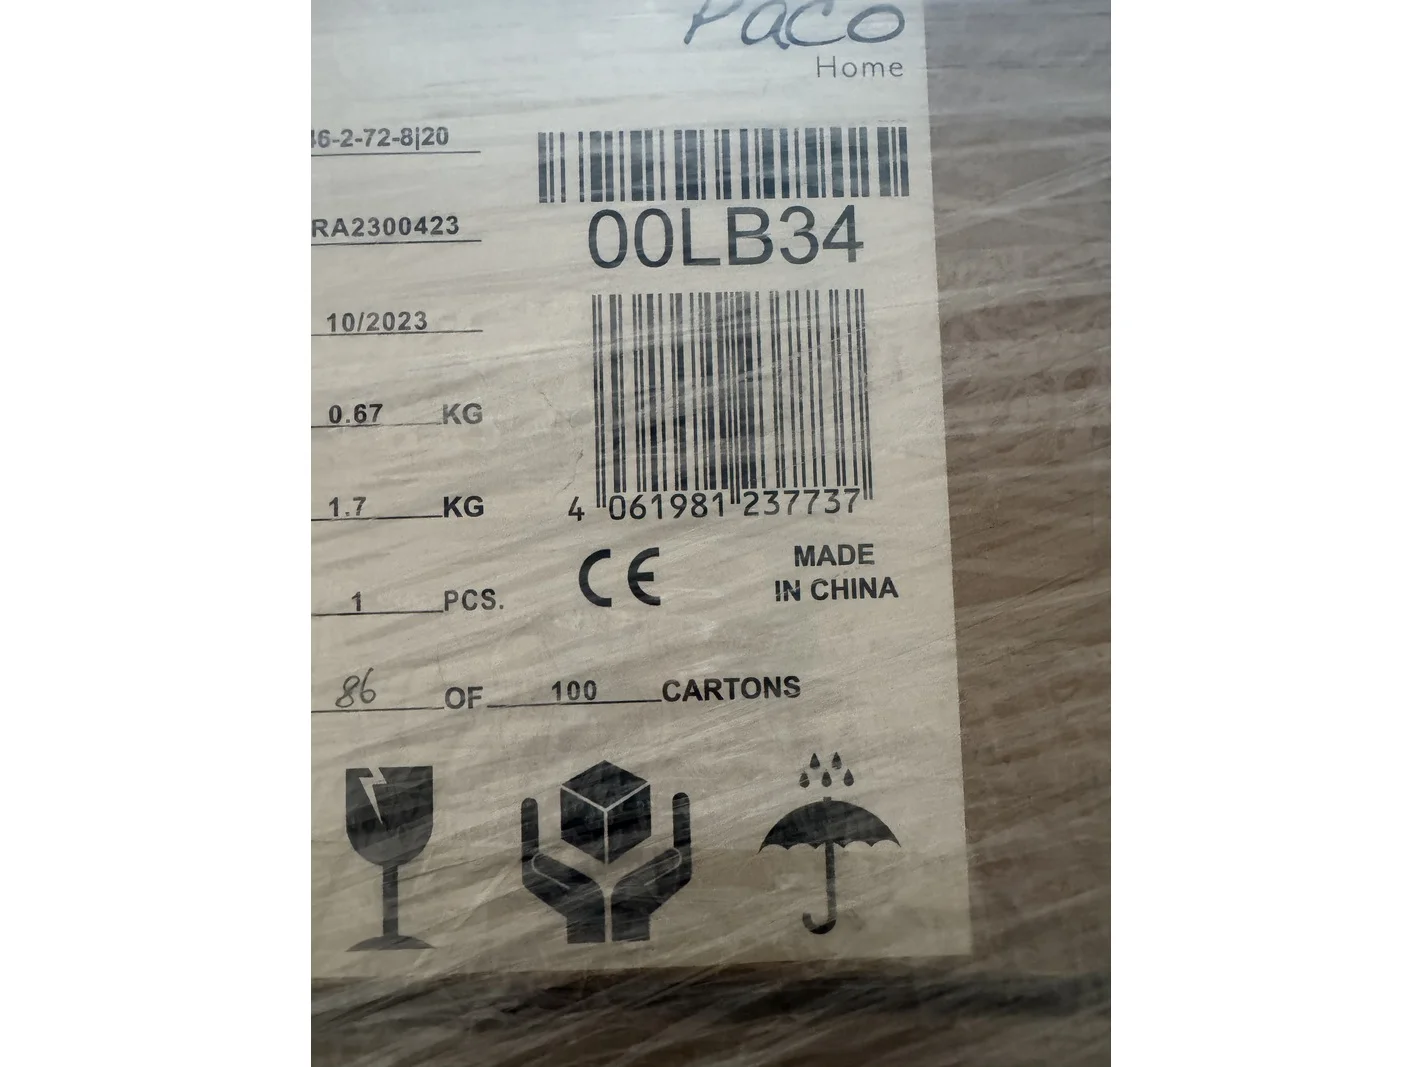 Paco
Home
46-2-72-8|20
RA2300423
00LB34
10/2023
0.67 KG
1.7 KG
4 061981 237737
CE
MADE
IN CHINA
1 PCS.
86 OF 100 CARTONS